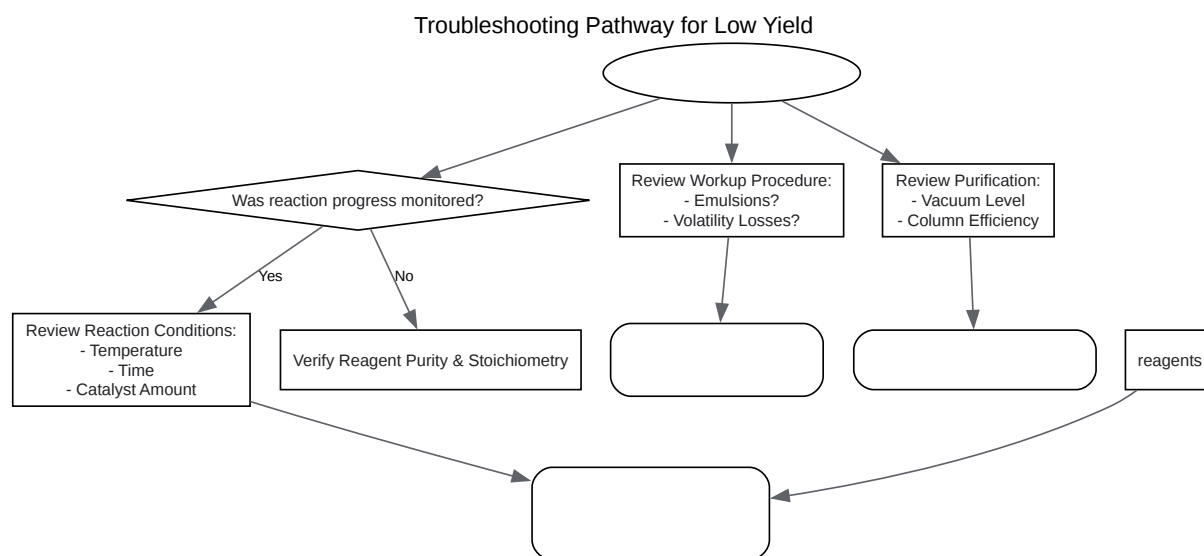 Troubleshooting Pathway for Low Yield
Was reaction progress monitored?
Review Workup Procedure:
- Emulsions?
- Volatility Losses?
Review Purification:
- Vacuum Level
- Column Efficiency
Yes
No
Review Reaction Conditions:
- Temperature
- Time
- Catalyst Amount
Verify Reagent Purity & Stoichiometry
reagents